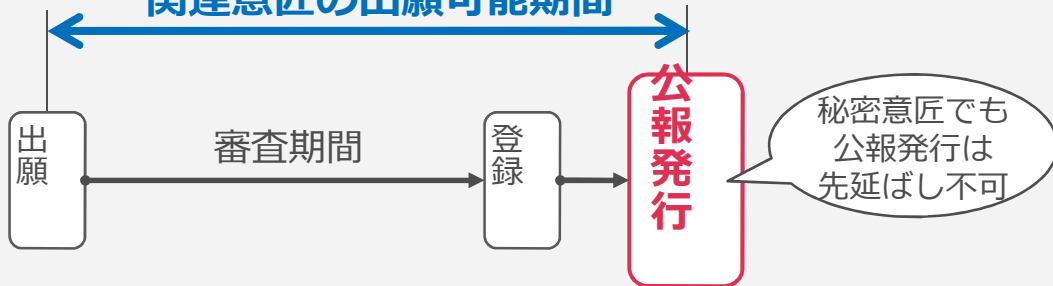 関連意匠の出願可能期間
出願
審査期間
登録
公報発行
秘密意匠でも
公報発行は
先延ばし不可